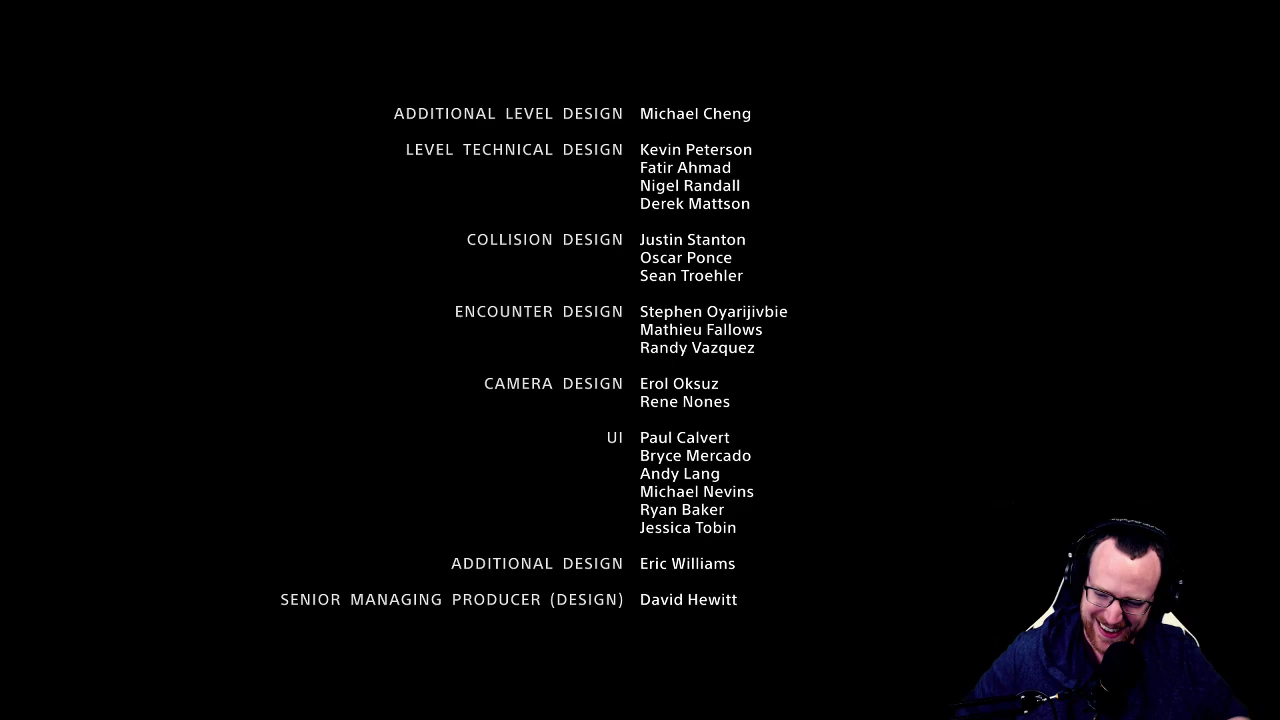 ADDITIONAL LEVEL DESIGN Michael Cheng
LEVEL TECHNICAL DESIGN Kevin Peterson
Fatir Ahmad
Nigel Randall
Derek Mattson
COLLISION DESIGN Justin Stanton
Oscar Ponce
Sean Troehler
ENCOUNTER DESIGN Stephen Oyarijivbie
Mathieu Fallows
Randy Vazquez
CAMERA DESIGN Erol Oksuz
Rene Nones
UI Paul Calvert
Bryce Mercado
Andy Lang
Michael Nevins
Ryan Baker
Jessica Tobin
ADDITIONAL DESIGN Eric Williams
SENIOR MANAGING PRODUCER (DESIGN) David Hewitt